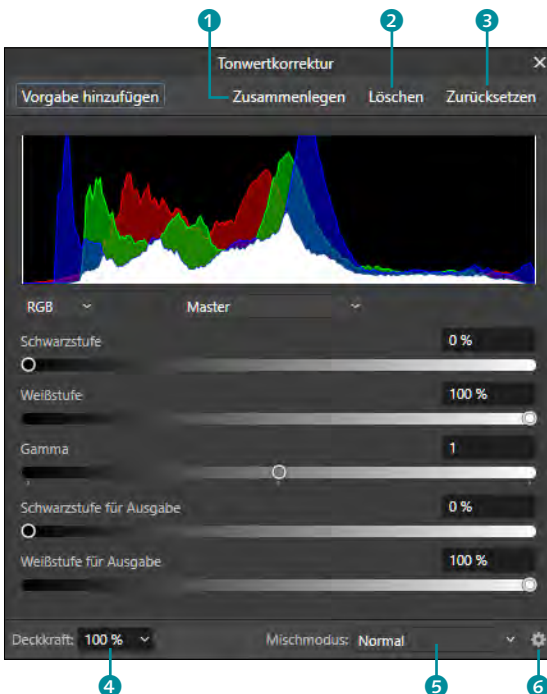 1 2 3
Tonwertkorrektur
Vorgabe hinzufügen Zusammenlegen Löschen Zurücksetzen
RGB Master
Schwarzstufe 0 %
Weißstufe 100 %
Gamma 1
Schwarzstufe für Ausgabe 0 %
Weißstufe für Ausgabe 100 %
Deckkraft: 100 % Mischmodus: Normal
4 5 6